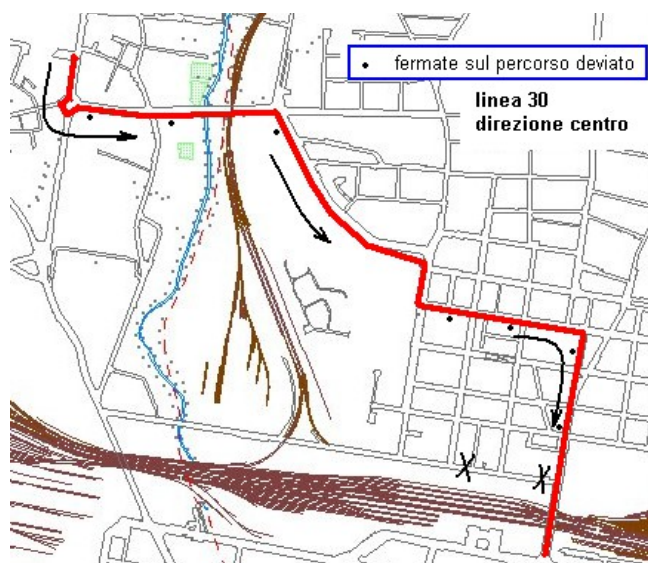 fermate sul percorso deviato
linea 30
direzione centro